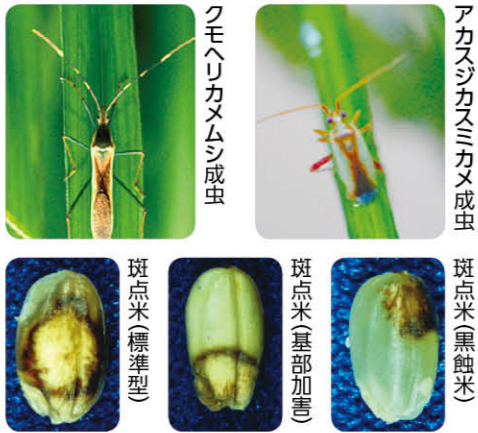 クモヘリカメムシ成虫
アカスジカスミカメ成虫
斑点米(標準型)
斑点米(基部加害)
斑点米(黒蝕米)